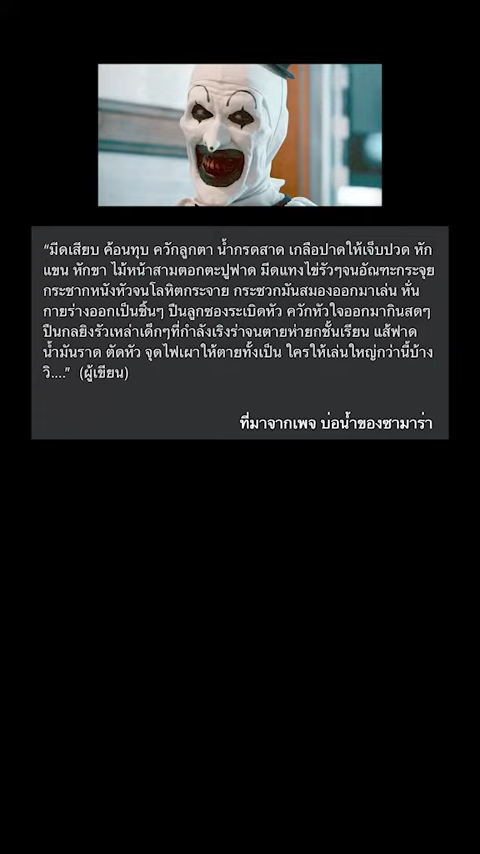 “มีดเสียบ ค้อนทุบ ควักลูกตา น้ำกรดสาด เกลือปาดให้เจ็บปวด หัก
แขน หักขา ไม้หน้าสามตอกตะปูฟาด มีดแทงไข่รัวๆจนอัณฑะกระจุย
กระชากหนังหัวจนโลหิตกระจาย กระซวกมันสมองออกมาเล่น หั่น
กายร่างออกเป็นชิ้นๆ ปืนลูกซองระเบิดหัว ควักหัวใจออกมากินสดๆ
ปืนกลยิงรัวเหล่าเด็กๆที่กำลังเริงร่าจนตายห่ายกชั้นเรียน แส้ฟาด
น้ำมันราด ตัดหัว จุดไฟเผาให้ตายทั้งเป็น ใครให้เล่นใหญ่กว่านี้บ้าง
วิ....” (ผู้เขียน)
ที่มาจากเพจ บ่อน้ำของซามาร่า